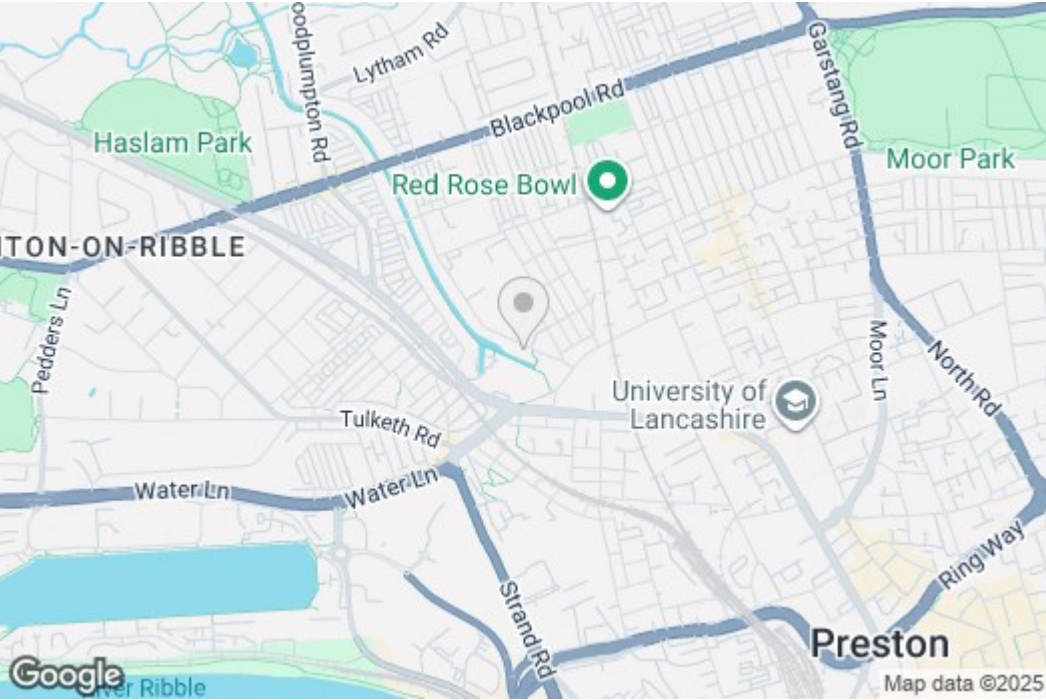 oodplumpton Rd
Lytham Rd
Garstang Rd
Blackpool Rd
Haslam Park
Moor Park
Red Rose Bowl
TON-ON-RIBBLE
Pedders Ln
Moor Ln
North Rd
University of
Lancashire
Tulketh Rd
Water Ln
Water Ln
Ring Way
Strand Rd
Preston
Google
River Ribble
Map data ©2025